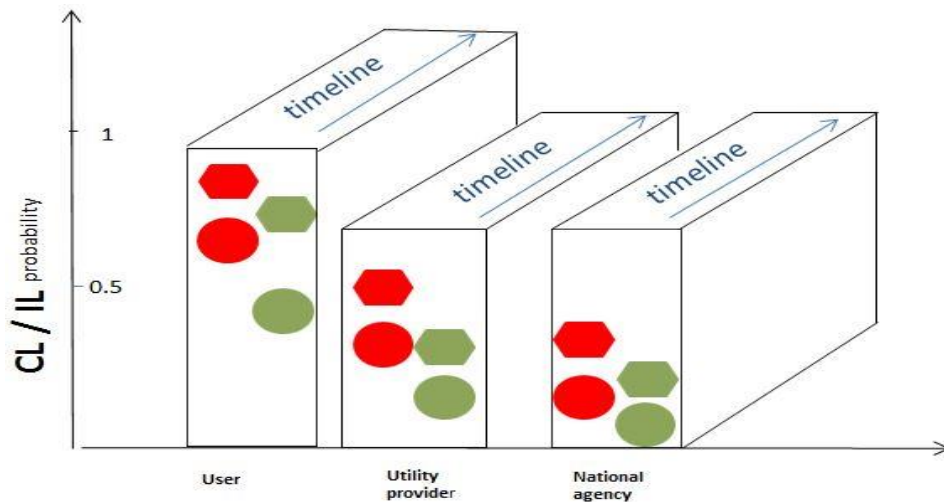 timeline
timeline
timeline
1
0.5
CL / IL probability
User
Utility
provider
National
agency